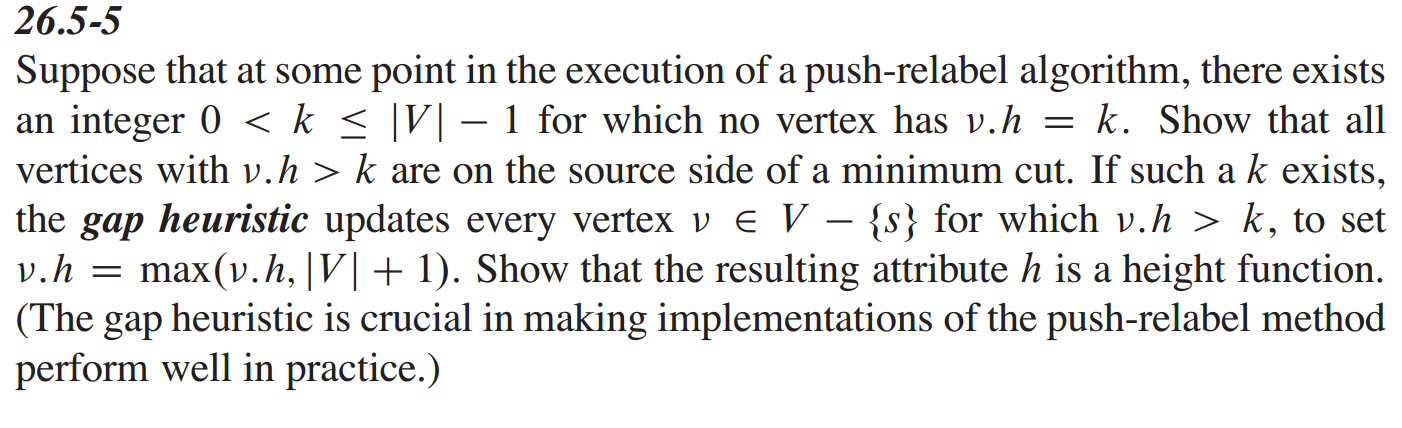 26.5-5
Suppose that at some point in the execution of a push-relabel algorithm, there exists
an integer 0 < k ≤ |V| − 1 for which no vertex has ν.h = k. Show that all
vertices with ν.h > k are on the source side of a minimum cut. If such a k exists,
the gap heuristic updates every vertex ν ∈ V − {s} for which ν.h > k, to set
ν.h = max(ν.h, |V| + 1). Show that the resulting attribute h is a height function.
(The gap heuristic is crucial in making implementations of the push-relabel method
perform well in practice.)